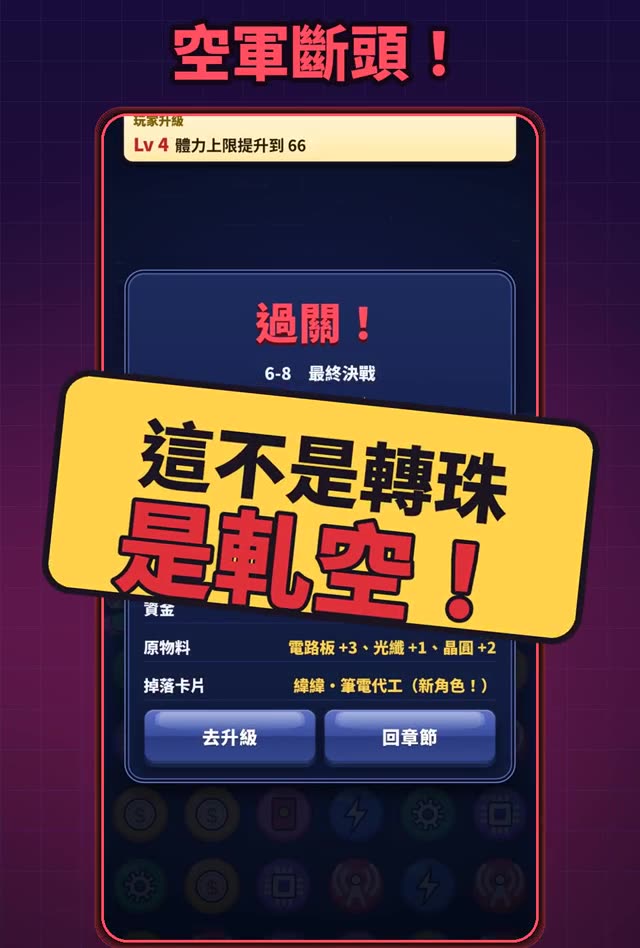 空軍斷頭！
玩家升級
Lv 4 體力上限提升到 66
過關！
6-8 最終決戰
這不是轉珠
是軋空！
資金
原物料 電路板 +3、光纖 +1、晶圓 +2
掉落卡片 緯緯・筆電代工（新角色！）
去升級 回章節